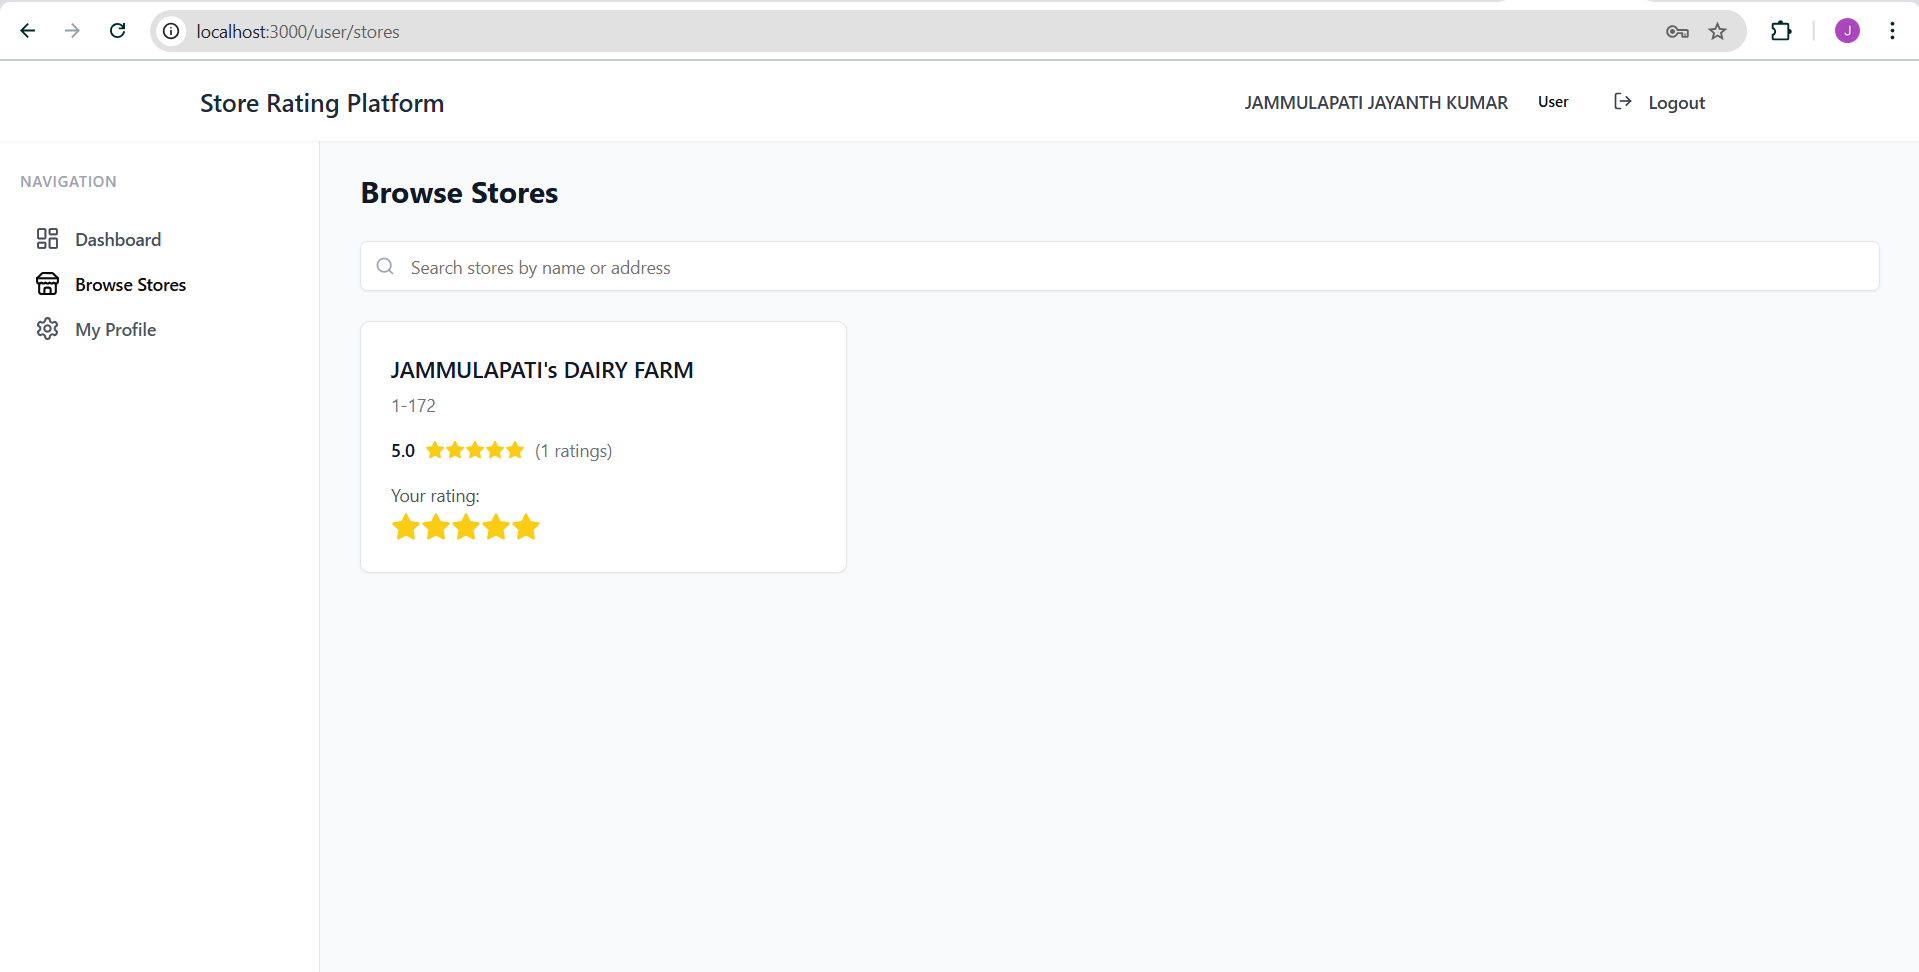 localhost:3000/user/stores
J
Store Rating Platform
JAMMULAPATI JAYANTH KUMAR User Logout
NAVIGATION
Dashboard
Browse Stores
My Profile
Browse Stores
Search stores by name or address
JAMMULAPATI's DAIRY FARM
1-172
5.0 (1 ratings)
Your rating: